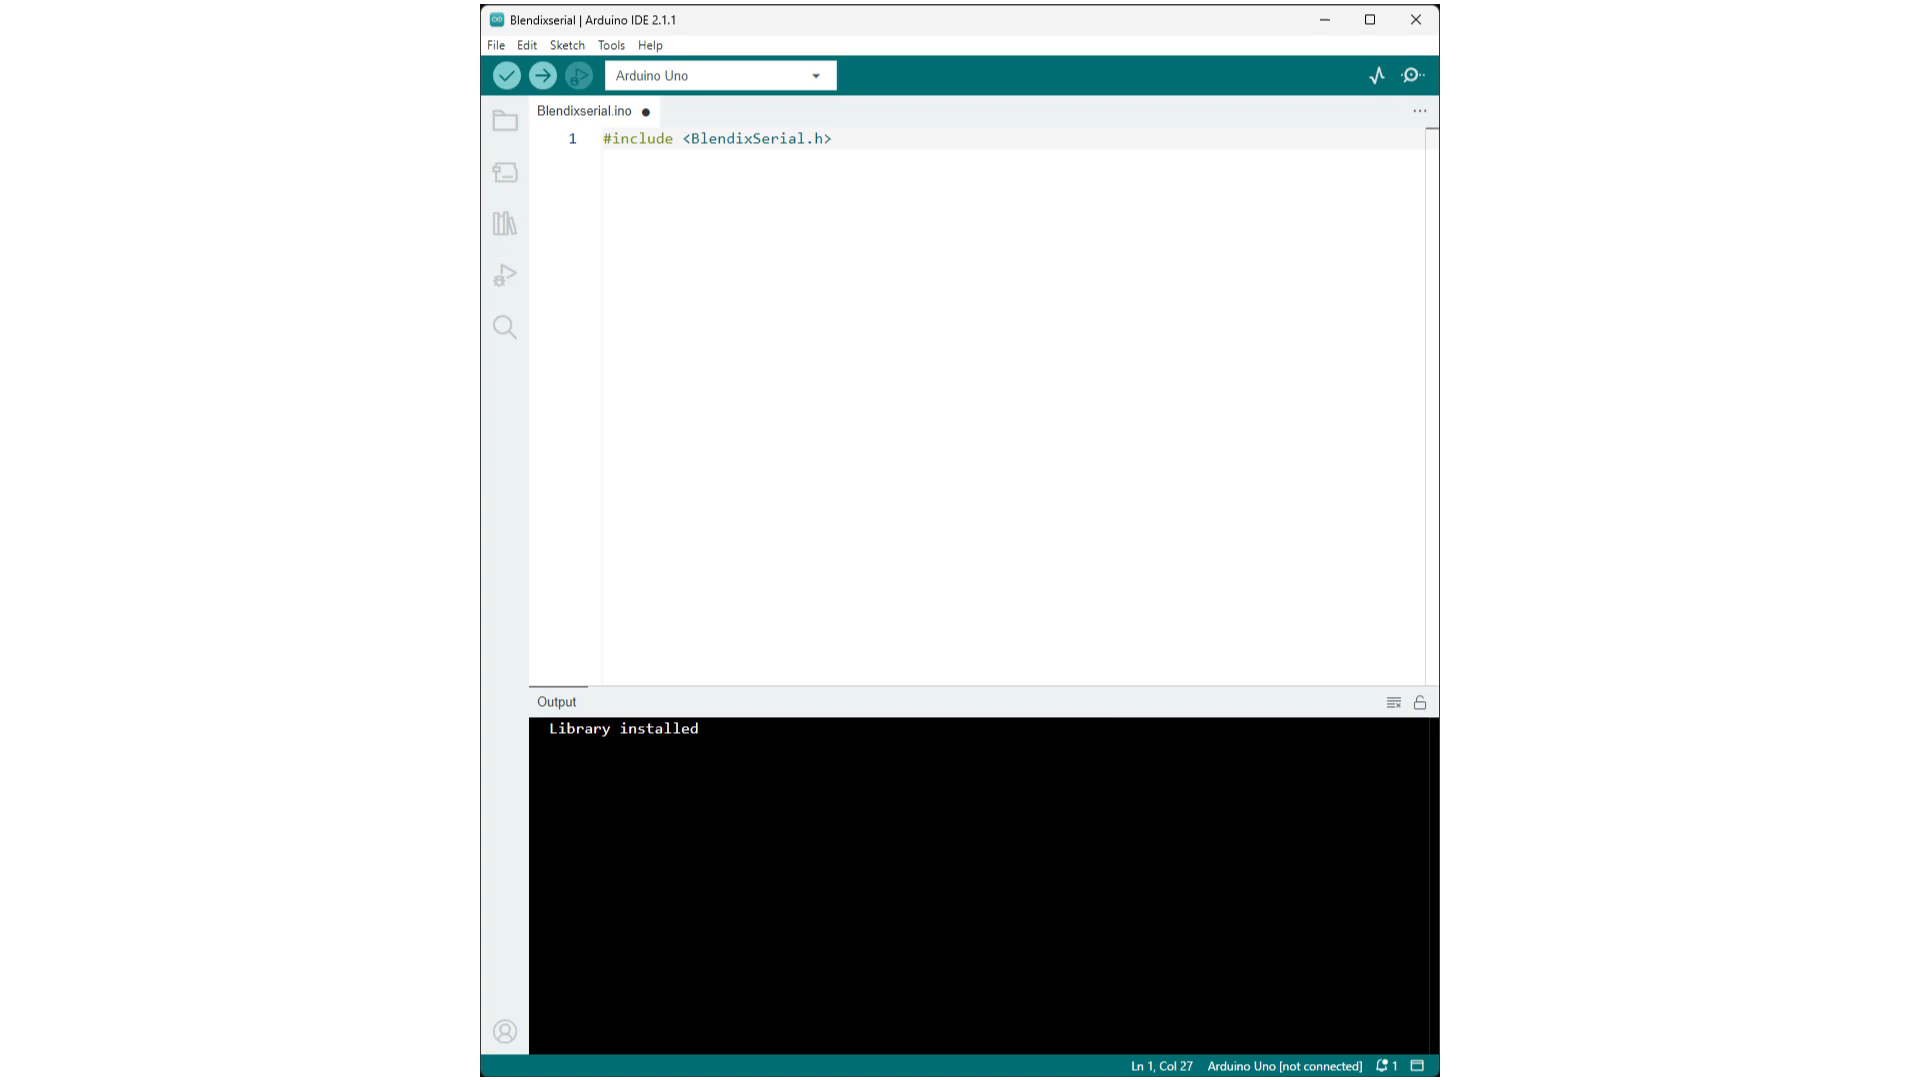 Blendixserial | Arduino IDE 2.1.1
File Edit Sketch Tools Help
Arduino Uno
Blendixserial.ino
1 #include <BlendixSerial.h>
Output
Library installed
Ln 1, Col 27 Arduino Uno [not connected] 1